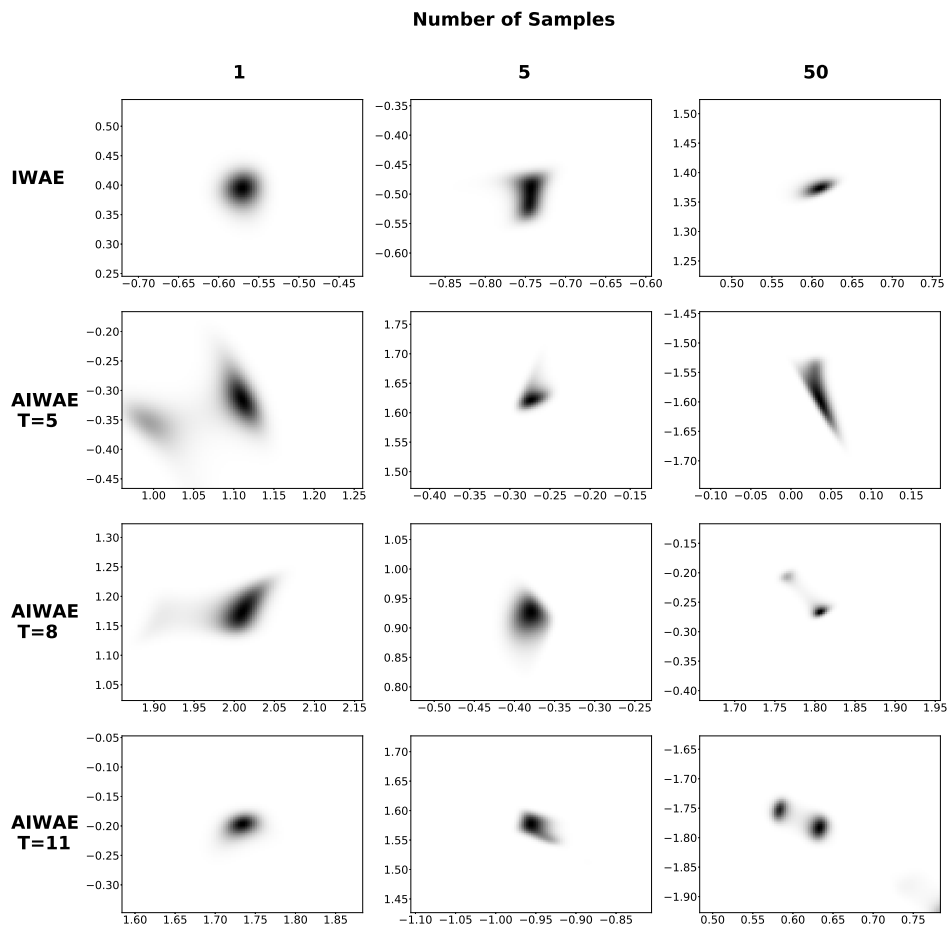 Number of Samples
1 5 50
IWAE
0.50 0.45 0.40 0.35 0.30 0.25
−0.70 −0.65 −0.60 −0.55 −0.50 −0.45
−0.35 −0.40 −0.45 −0.50 −0.55 −0.60
−0.85 −0.80 −0.75 −0.70 −0.65 −0.60
1.50 1.45 1.40 1.35 1.30 1.25
0.50 0.55 0.60 0.65 0.70 0.75
AIWAE
T=5
−0.20 −0.25 −0.30 −0.35 −0.40 −0.45
1.00 1.05 1.10 1.15 1.20 1.25
1.75 1.70 1.65 1.60 1.55 1.50
−0.40 −0.35 −0.30 −0.25 −0.20 −0.15
−1.45 −1.50 −1.55 −1.60 −1.65 −1.70
−0.10 −0.05 0.00 0.05 0.10 0.15
AIWAE
T=8
1.30 1.25 1.20 1.15 1.10 1.05
1.90 1.95 2.00 2.05 2.10 2.15
1.05 1.00 0.95 0.90 0.85 0.80
−0.50 −0.45 −0.40 −0.35 −0.30 −0.25
−0.15 −0.20 −0.25 −0.30 −0.35 −0.40
1.70 1.75 1.80 1.85 1.90 1.95
AIWAE
T=11
−0.05 −0.10 −0.15 −0.20 −0.25 −0.30
1.60 1.65 1.70 1.75 1.80 1.85
1.70 1.65 1.60 1.55 1.50 1.45
−1.10 −1.05 −1.00 −0.95 −0.90 −0.85
−1.65 −1.70 −1.75 −1.80 −1.85 −1.90
0.50 0.55 0.60 0.65 0.70 0.75